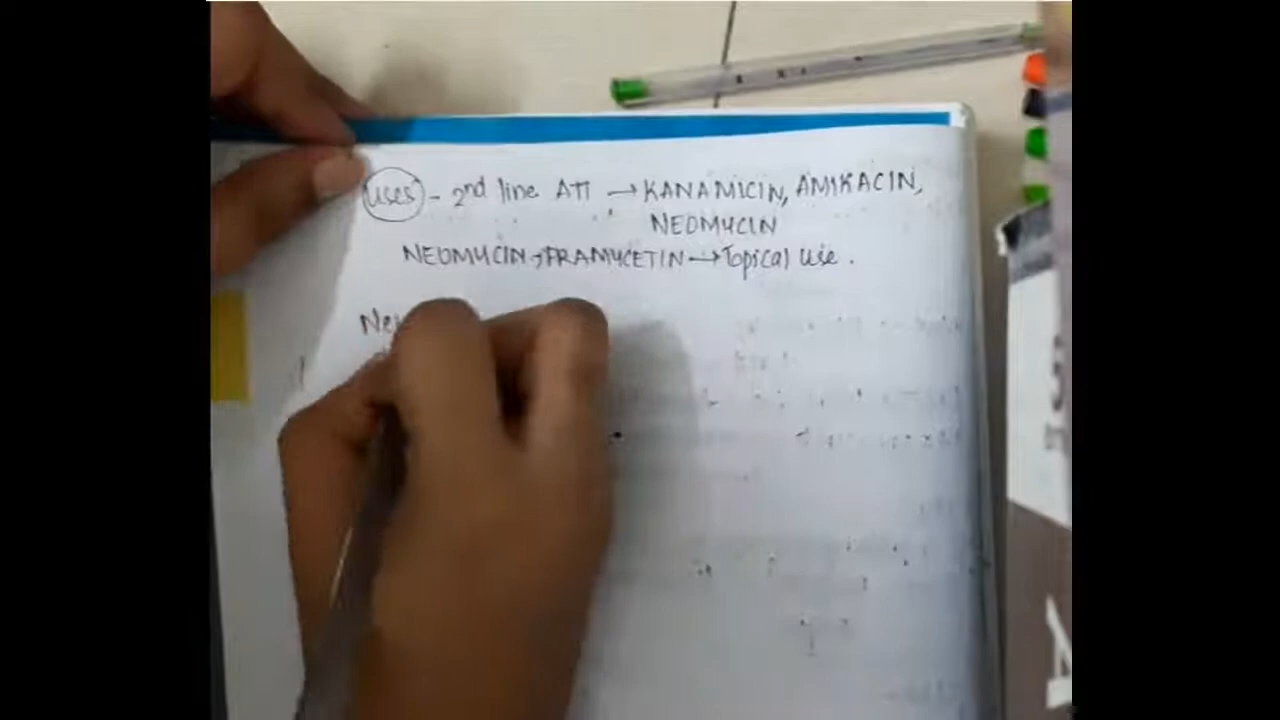 Uses - 2nd line ATT → KANAMICIN, AMIKACIN,
NEOMYCIN
NEOMYCIN, FRAMYCETIN → Topical use.